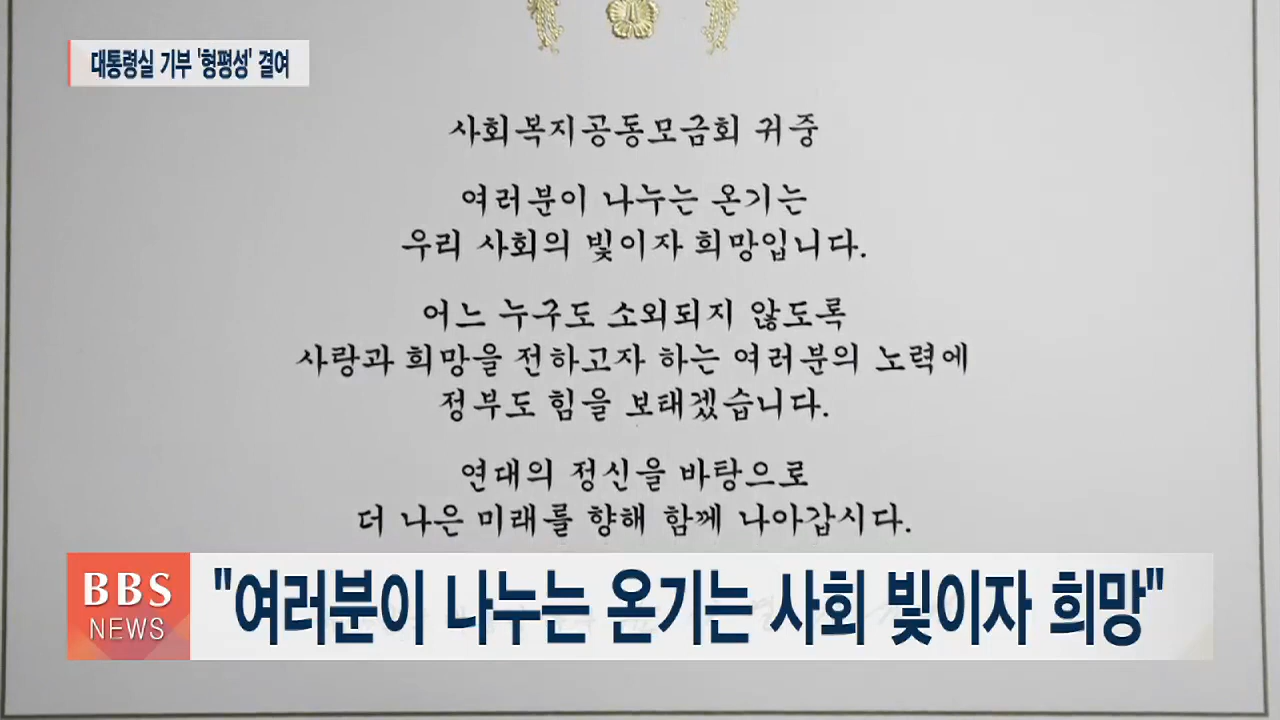 대통령실 기부 '형평성' 결여
사회복지공동모금회 귀중
여러분이 나누는 온기는
우리 사회의 빛이자 희망입니다.
어느 누구도 소외되지 않도록
사랑과 희망을 전하고자 하는 여러분의 노력에
정부도 힘을 보태겠습니다.
연대의 정신을 바탕으로
더 나은 미래를 향해 함께 나아갑시다.
BBS
NEWS
"여러분이 나누는 온기는 사회 빛이자 희망"